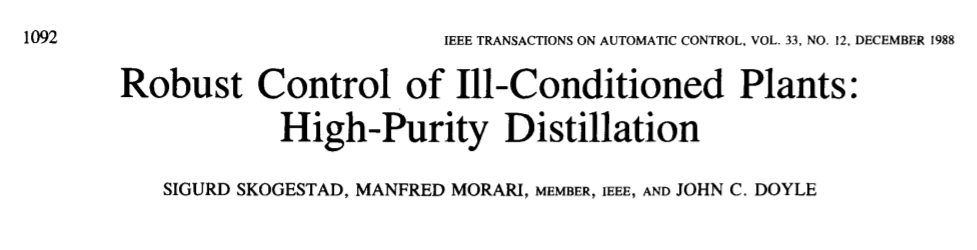 1092
IEEE TRANSACTIONS ON AUTOMATIC CONTROL, VOL. 33, NO. 12, DECEMBER 1988
Robust Control of Ill-Conditioned Plants:
High-Purity Distillation
SIGURD SKOGESTAD, MANFRED MORARI, MEMBER, IEEE, AND JOHN C. DOYLE